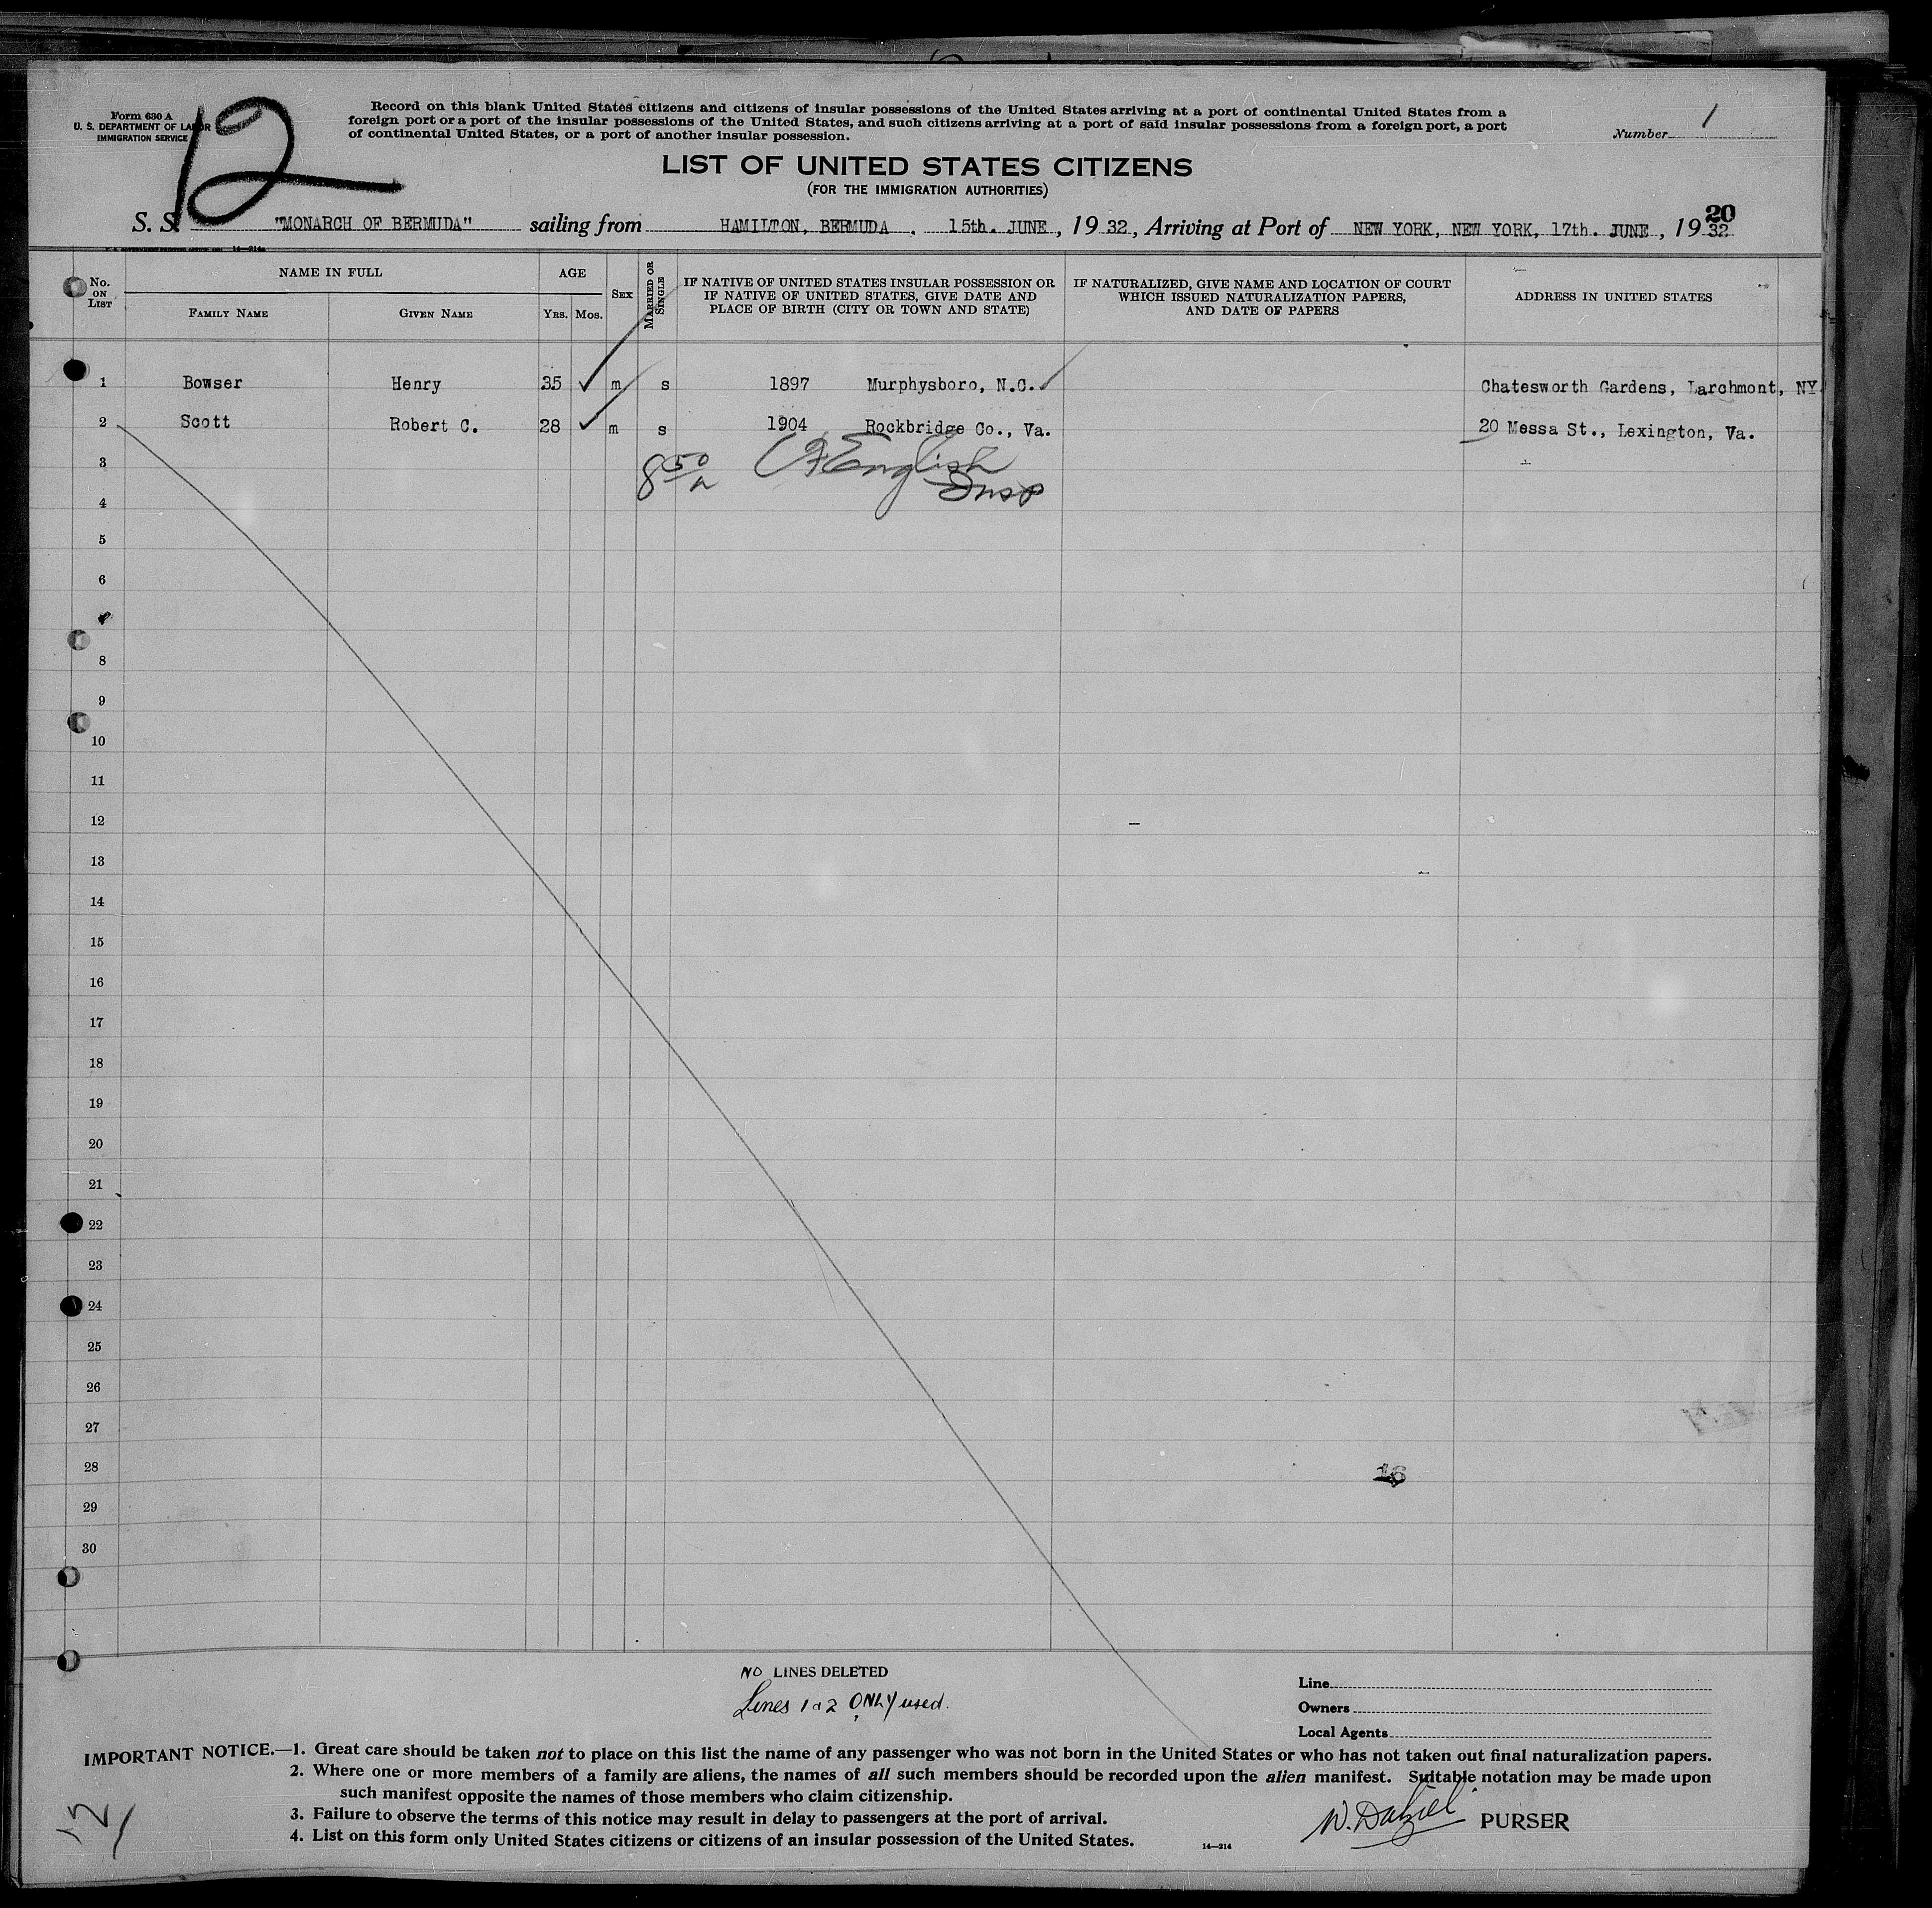 Form 630 A
U. S. DEPARTMENT OF LABOR
IMMIGRATION SERVICE
12
Record on this blank United States citizens and citizens of insular possessions of the United States arriving at a port of continental United States from a
foreign port or a port of the insular possessions of the United States, and such citizens arriving at a port of said insular possessions from a foreign port, a port
of continental United States, or a port of another insular possession.
Number 1
LIST OF UNITED STATES CITIZENS
(FOR THE IMMIGRATION AUTHORITIES)
20
S. S. "MONARCH OF BERMUDA" sailing from HAMILTON, BERMUDA . 15th. JUNE, 1932, Arriving at Port of NEW YORK, NEW YORK, 17th. JUNE, 1932
No. ON LIST
NAME IN FULL
FAMILY NAME
GIVEN NAME
AGE
YRS. MOS.
SEX
MARRIED OR SINGLE
IF NATIVE OF UNITED STATES INSULAR POSSESSION OR
IF NATIVE OF UNITED STATES, GIVE DATE AND
PLACE OF BIRTH (CITY OR TOWN AND STATE)
IF NATURALIZED, GIVE NAME AND LOCATION OF COURT
WHICH ISSUED NATURALIZATION PAPERS,
AND DATE OF PAPERS
ADDRESS IN UNITED STATES
1 Bowser Henry 35 ✓ m s 1897 Murphysboro, N.C. Chatesworth Gardens, Larchmont, NY
2 Scott Robert C. 28 ✓ m s 1904 Rockbridge Co., Va. 20 Messa St., Lexington, Va.
3 8 50 English
4 Insp
5
6
8
9
10
11
12
13
14
15
16
17
18
19
20
21
22
23
24
25
26
27
28 16
29
30
NO LINES DELETED
Lines 1 & 2 ONLY used.
Line
Owners
Local Agents
IMPORTANT NOTICE.—1. Great care should be taken not to place on this list the name of any passenger who was not born in the United States or who has not taken out final naturalization papers.
2. Where one or more members of a family are aliens, the names of all such members should be recorded upon the alien manifest. Suitable notation may be made upon
such manifest opposite the names of those members who claim citizenship.
3. Failure to observe the terms of this notice may result in delay to passengers at the port of arrival.
4. List on this form only United States citizens or citizens of an insular possession of the United States.
14—214
W. Dalziel PURSER
12